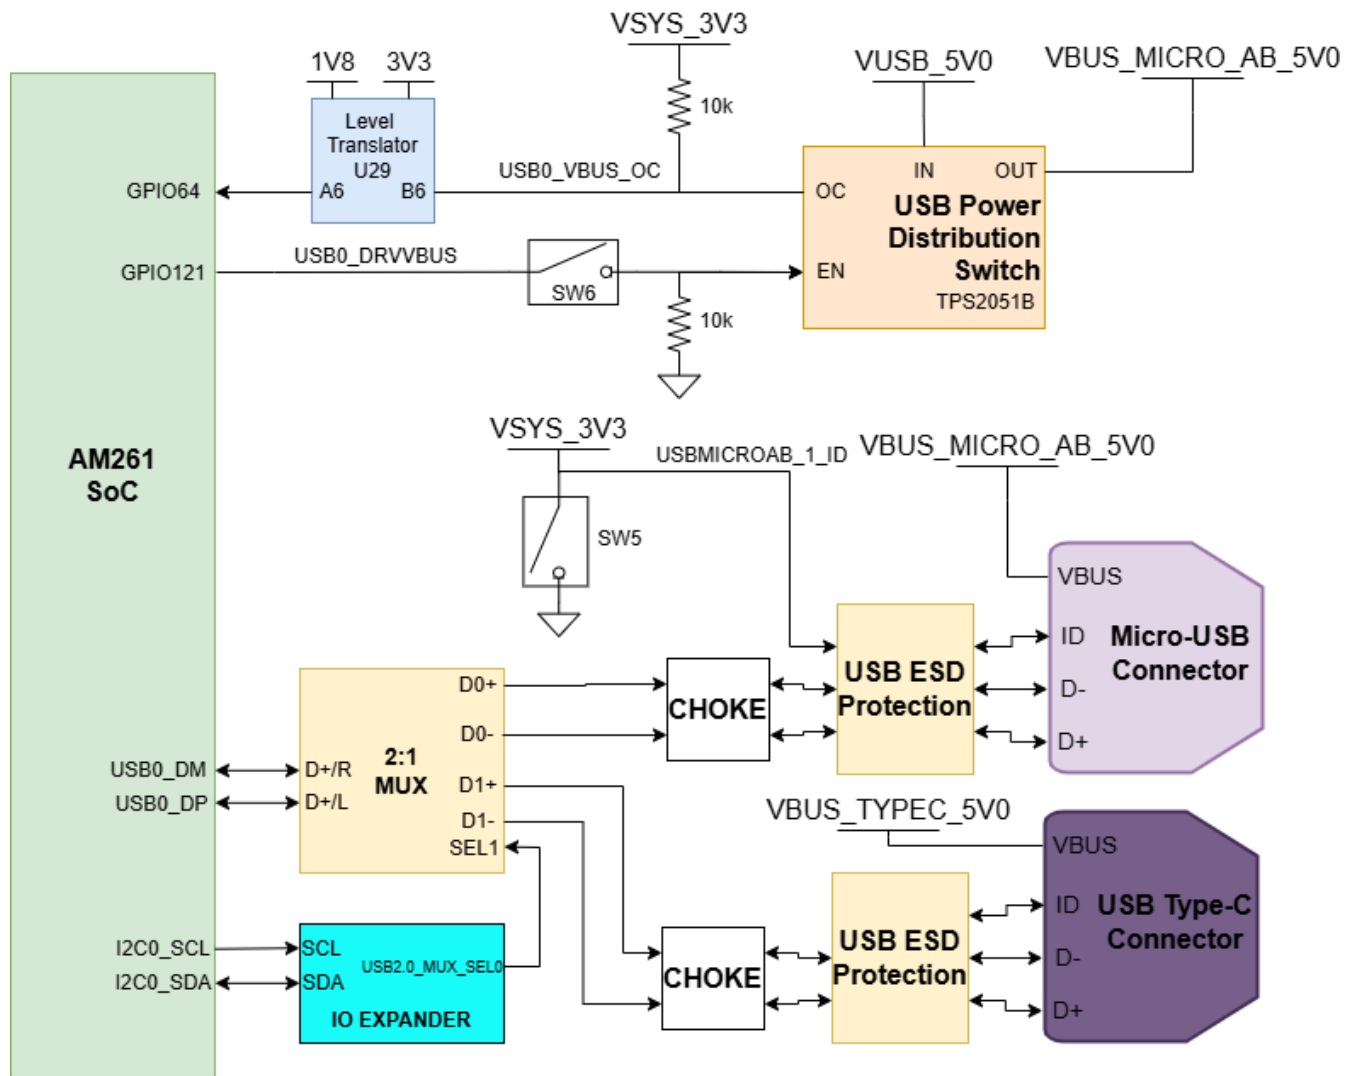 VSYS_3V3
1V8 3V3
VUSB_5V0
VBUS_MICRO_AB_5V0
10k
Level
Translator
U29
A6 B6
GPIO64
USB0_VBUS_OC
OC
IN
OUT
USB Power
Distribution
Switch
TPS2051B
EN
GPIO121
USB0_DRVVBUS
SW6
10k
AM261
SoC
VSYS_3V3
USBMICROAB_1_ID
SW5
VBUS_MICRO_AB_5V0
VBUS
ID
D-
D+
Micro-USB
Connector
USB ESD
Protection
CHOKE
D0+
D0-
2:1
MUX
D1+
D1-
SEL1
D+/R
D+/L
USB0_DM
USB0_DP
VBUS_TYPEC_5V0
VBUS
ID
D-
D+
USB Type-C
Connector
USB ESD
Protection
CHOKE
I2C0_SCL
I2C0_SDA
SCL
SDA
USB2.0_MUX_SEL0
IO EXPANDER